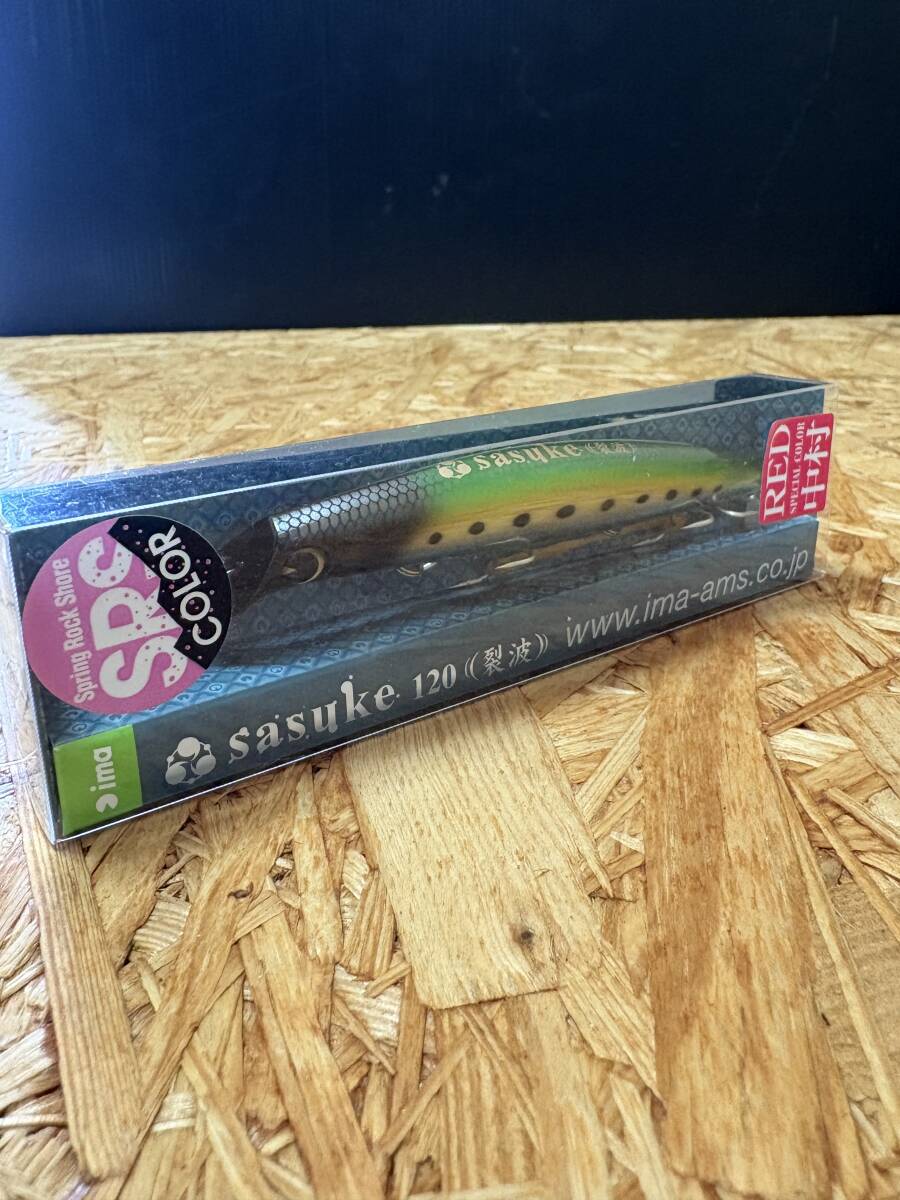 sasuke 裂波
RED
SPECIAL COLOR
中村
Spring Rock Shore
SRS
COLOR
www.ima-ams.co.jp
sasuke 120 《裂波》
ima